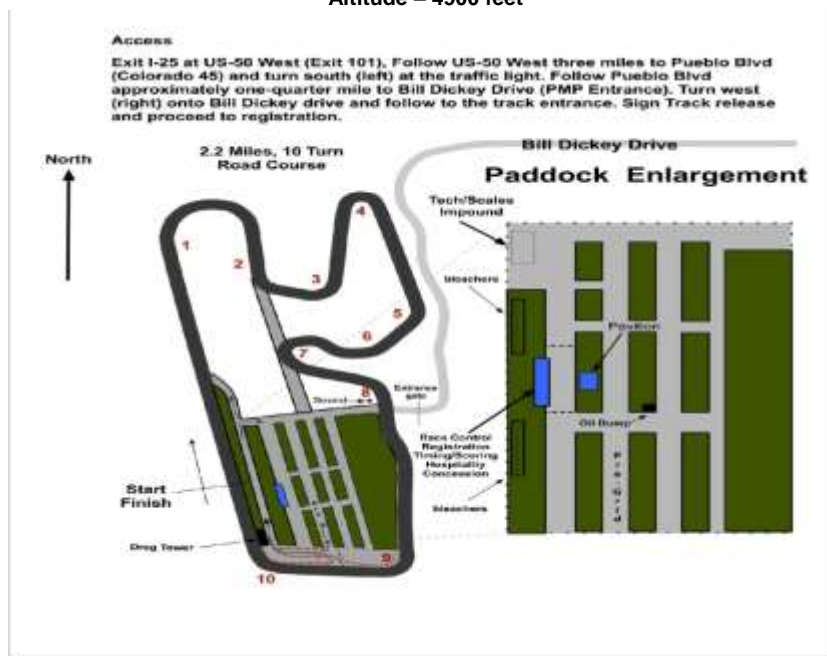 Altitude – 4900 feet
Access
Exit I-25 at US-50 West (Exit 101), Follow US-50 West three miles to Pueblo Blvd
(Colorado 45) and turn south (left) at the traffic light. Follow Pueblo Blvd
approximately one-quarter mile to Bill Dickey Drive (PMP Entrance). Turn west
(right) onto Bill Dickey drive and follow to the track entrance. Sign Track release
and proceed to registration.
North
2.2 Miles, 10 Turn
Road Course
Bill Dickey Drive
Paddock Enlargement
Tech/Scales
Impound
bleachers
Pavilion
Oil Dump
Pre-Grid
1
2
3
4
5
6
7
8
Sound
Entrance
gate
Race Control
Registration
Timing/Scoring
Hospitality
Concession
bleachers
Start
Finish
Drag Tower
9
10